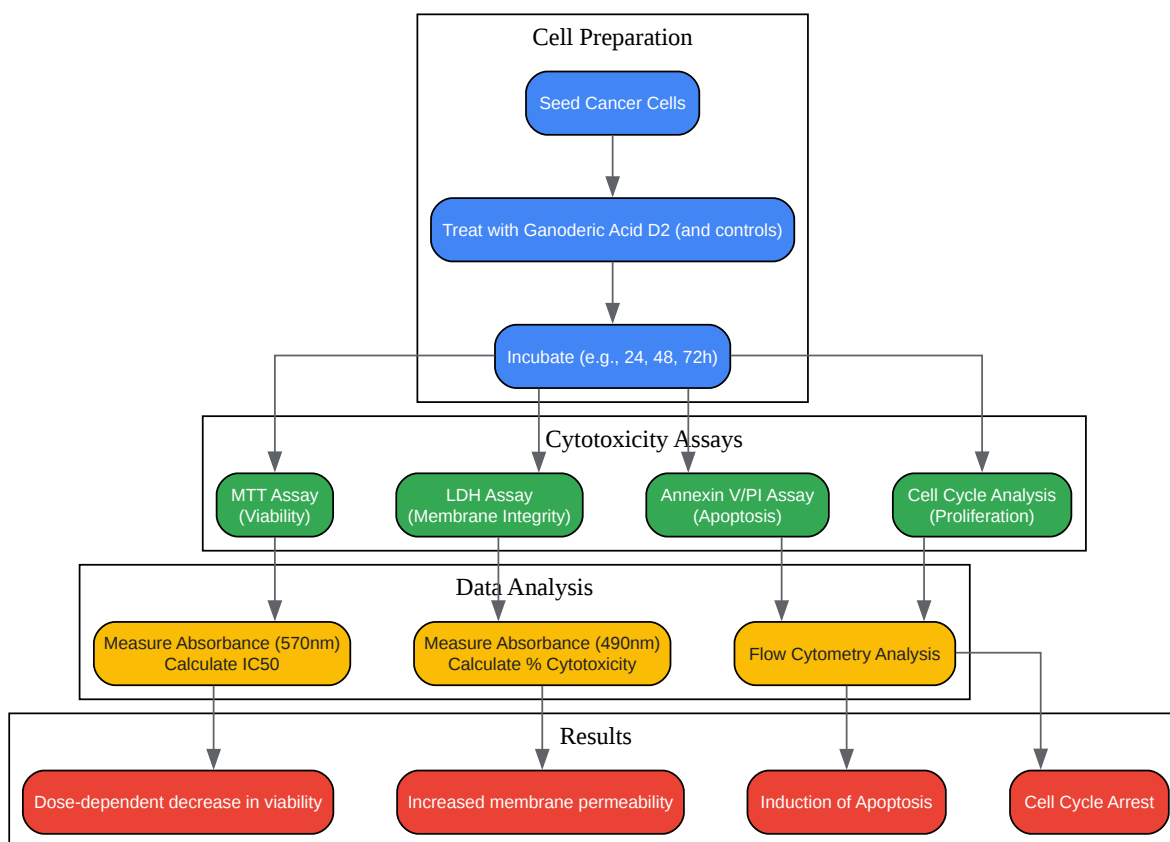 Cell Preparation
Seed Cancer Cells
Treat with Ganoderic Acid D2 (and controls)
Incubate (e.g., 24, 48, 72h)
Cytotoxicity Assays
MTT Assay
(Viability)
LDH Assay
(Membrane Integrity)
Annexin V/PI Assay
(Apoptosis)
Cell Cycle Analysis
(Proliferation)
Data Analysis
Measure Absorbance (570nm)
Calculate IC50
Measure Absorbance (490nm)
Calculate % Cytotoxicity
Flow Cytometry Analysis
Results
Dose-dependent decrease in viability
Increased membrane permeability
Induction of Apoptosis
Cell Cycle Arrest